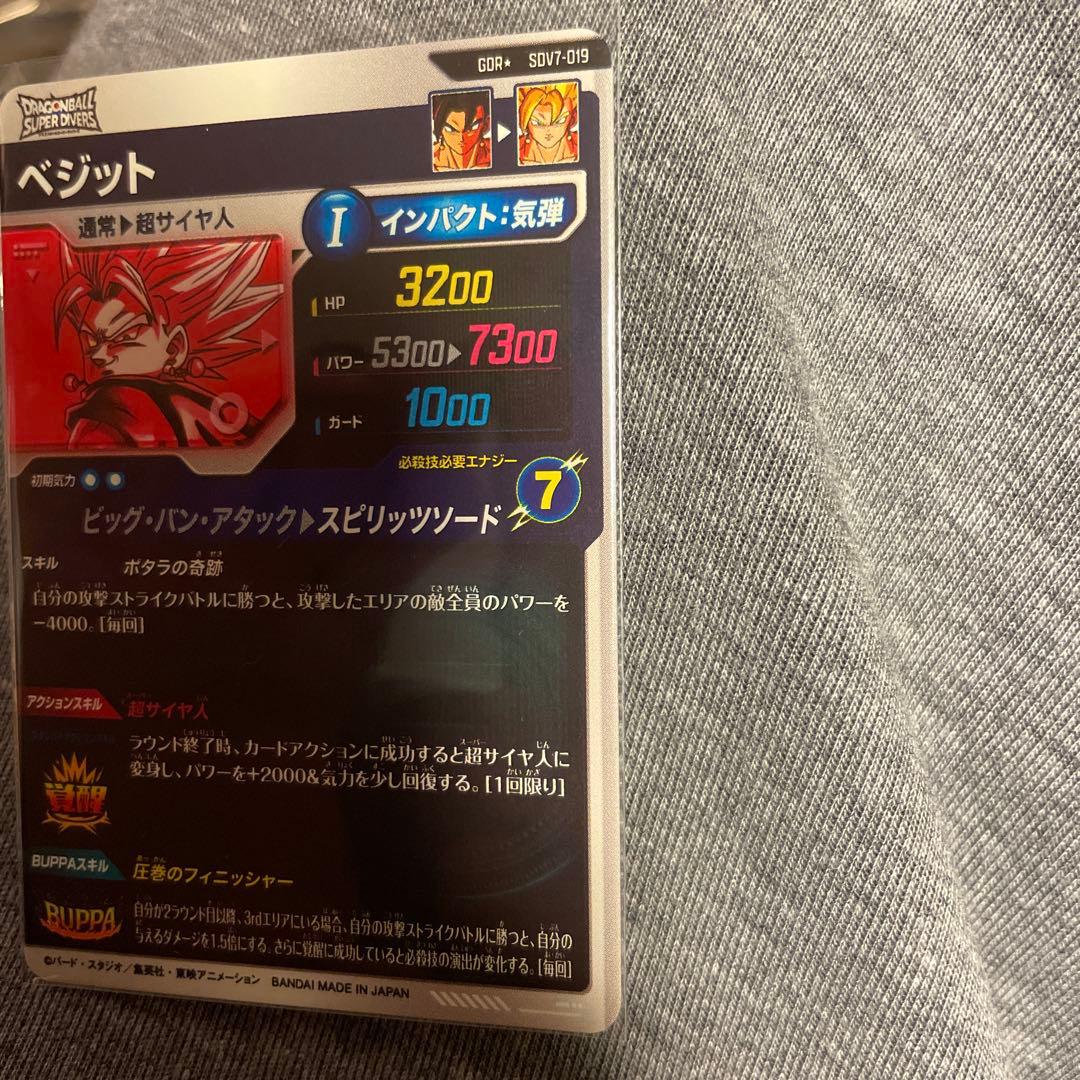 GDR★ SDV7-019
DRAGONBALL
SUPER DIVERS
ベジット
通常▶超サイヤ人
I インパクト:気弾
HP 3200
パワー 5300▶7300
ガード 1000
初期気力
必殺技必要エナジー
7
ビッグ・バン・アタック▶スピリッツソード
スキル ポタラの奇跡
自分の攻撃ストライクバトルに勝つと、攻撃したエリアの敵全員のパワーを
-4000。[毎回]
アクションスキル 超サイヤ人
ラウンド終了時、カードアクションに成功すると超サイヤ人に
変身し、パワーを+2000&気力を少し回復する。[1回限り]
覚醒
BUPPAスキル 圧巻のフィニッシャー
BUPPA
自分が2ラウンド目以降、3rdエリアにいる場合、自分の攻撃ストライクバトルに勝つと、自分の
与えるダメージを1.5倍にする。さらに覚醒に成功していると必殺技の演出が変化する。[毎回]
©バード・スタジオ/集英社・東映アニメーション BANDAI MADE IN JAPAN